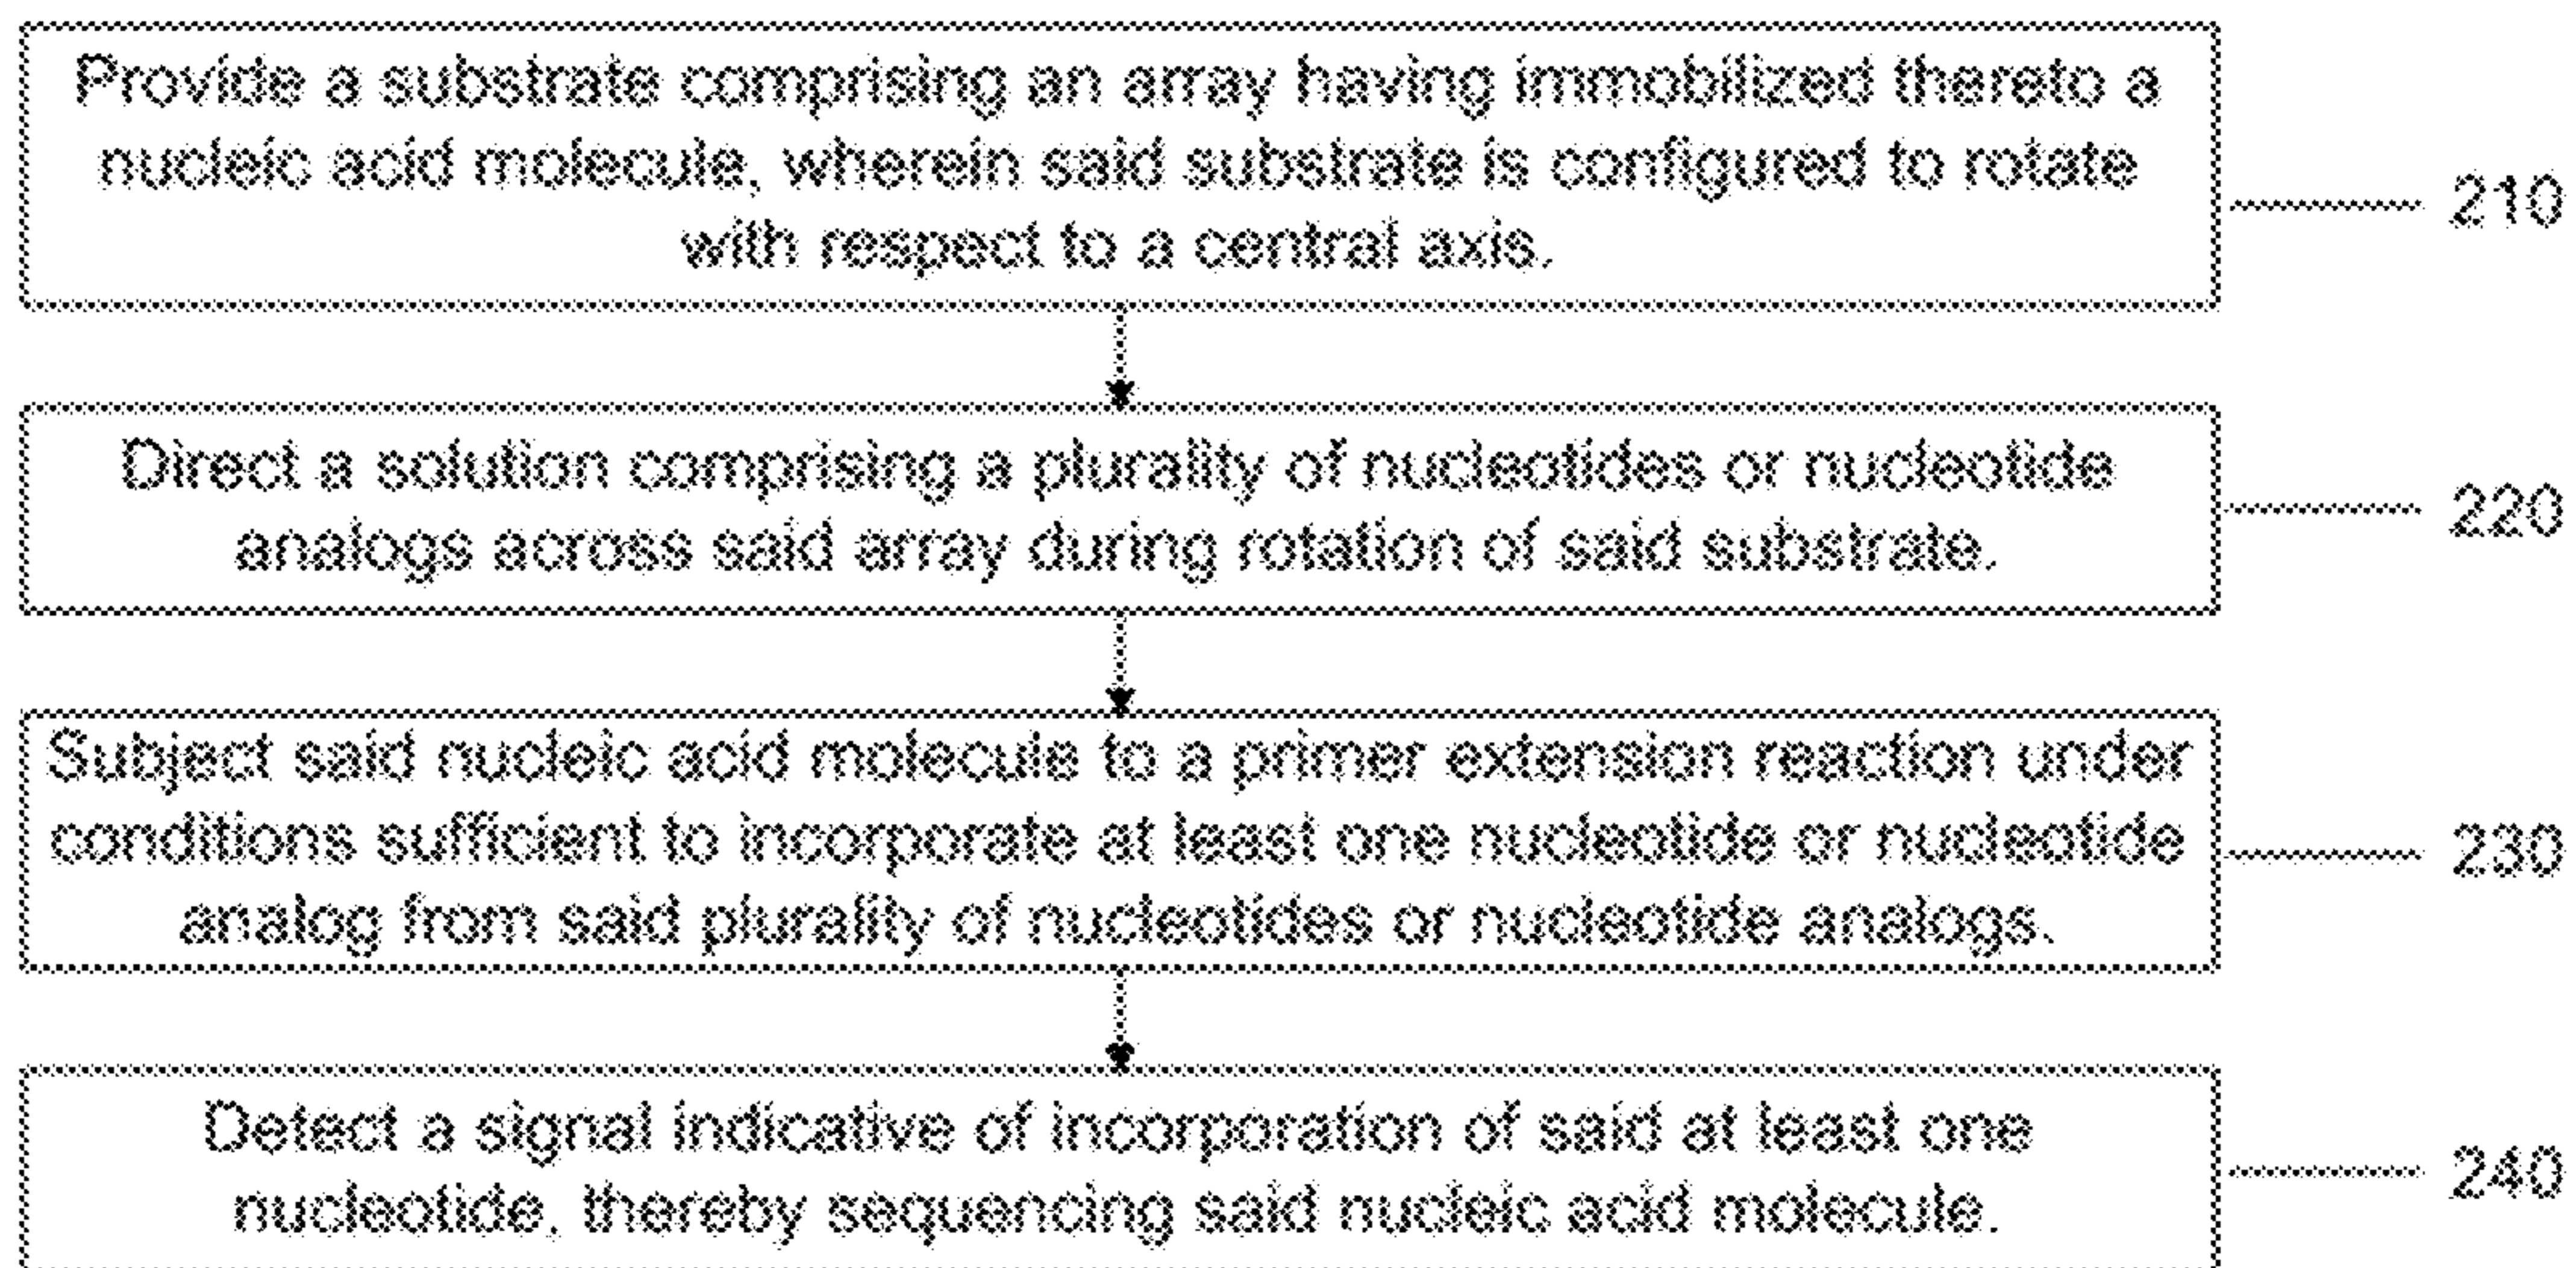 Provide a substrate comprising an array having immobilized thereto a
nucleic acid molecule, wherein said substrate is configured to rotate
with respect to a central axis.
210
Direct a solution comprising a plurality of nucleotides or nucleotide
analogs across said array during rotation of said substrate.
220
Subject said nucleic acid molecule to a primer extension reaction under
conditions sufficient to incorporate at least one nucleotide or nucleotide
analog from said plurality of nucleotides or nucleotide analogs.
230
Detect a signal indicative of incorporation of said at least one
nucleotide, thereby sequencing said nucleic acid molecule.
240